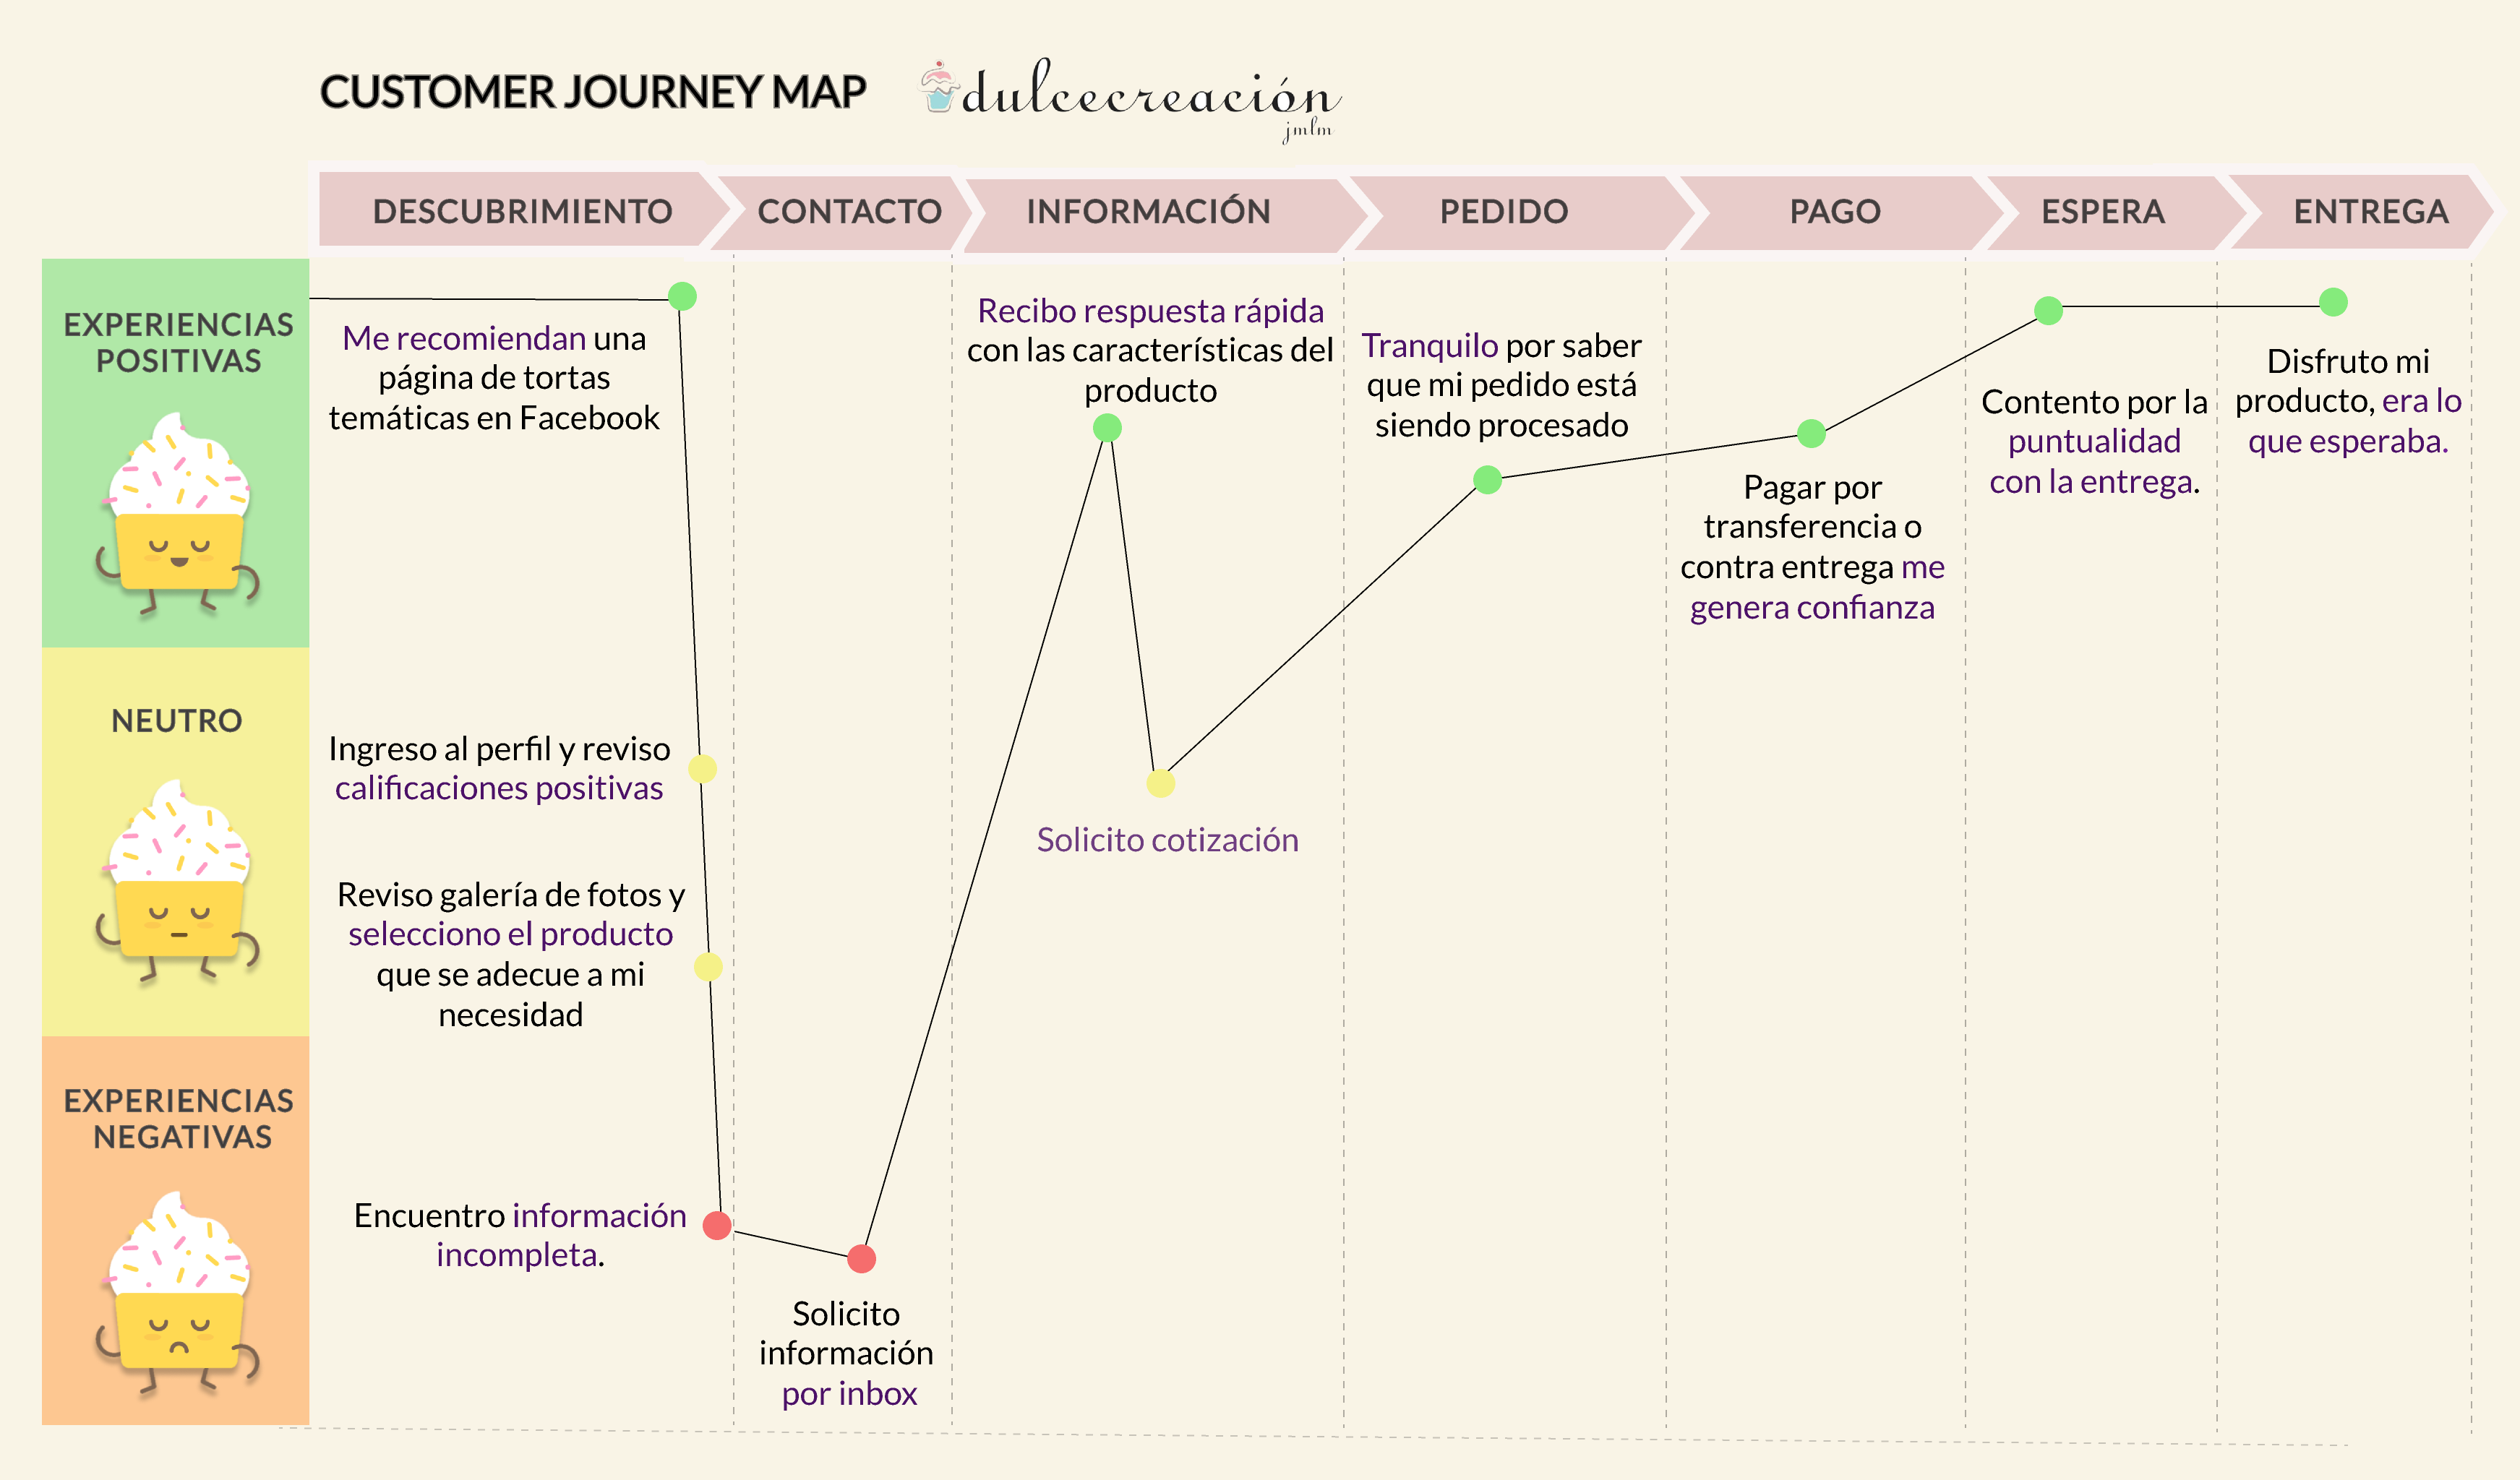 CUSTOMER JOURNEY MAP
dulcecreación
jmlm
DESCUBRIMIENTO
CONTACTO
INFORMACIÓN
PEDIDO
PAGO
ESPERA
ENTREGA
EXPERIENCIAS
POSITIVAS
Me recomiendan una
página de tortas
temáticas en Facebook
Recibo respuesta rápida
con las características del
producto
Tranquilo por saber
que mi pedido está
siendo procesado
Pagar por
transferencia o
contra entrega me
genera confianza
Contento por la
puntualidad
con la entrega.
Disfruto mi
producto, era lo
que esperaba.
NEUTRO
Ingreso al perfil y reviso
calificaciones positivas
Reviso galería de fotos y
selecciono el producto
que se adecue a mi
necesidad
Solicito cotización
EXPERIENCIAS
NEGATIVAS
Encuentro información
incompleta.
Solicito
información
por inbox